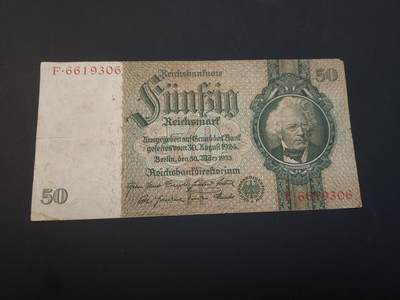 F·6619306
50
Reichsbanknote
Fünfzig
Reichsmark
Ausgegeben auf Grund des Bank
gesetzes vom 30. August 1924
Berlin, den 30. März 1933
Reichsbankdirektorium
50
F·6619306